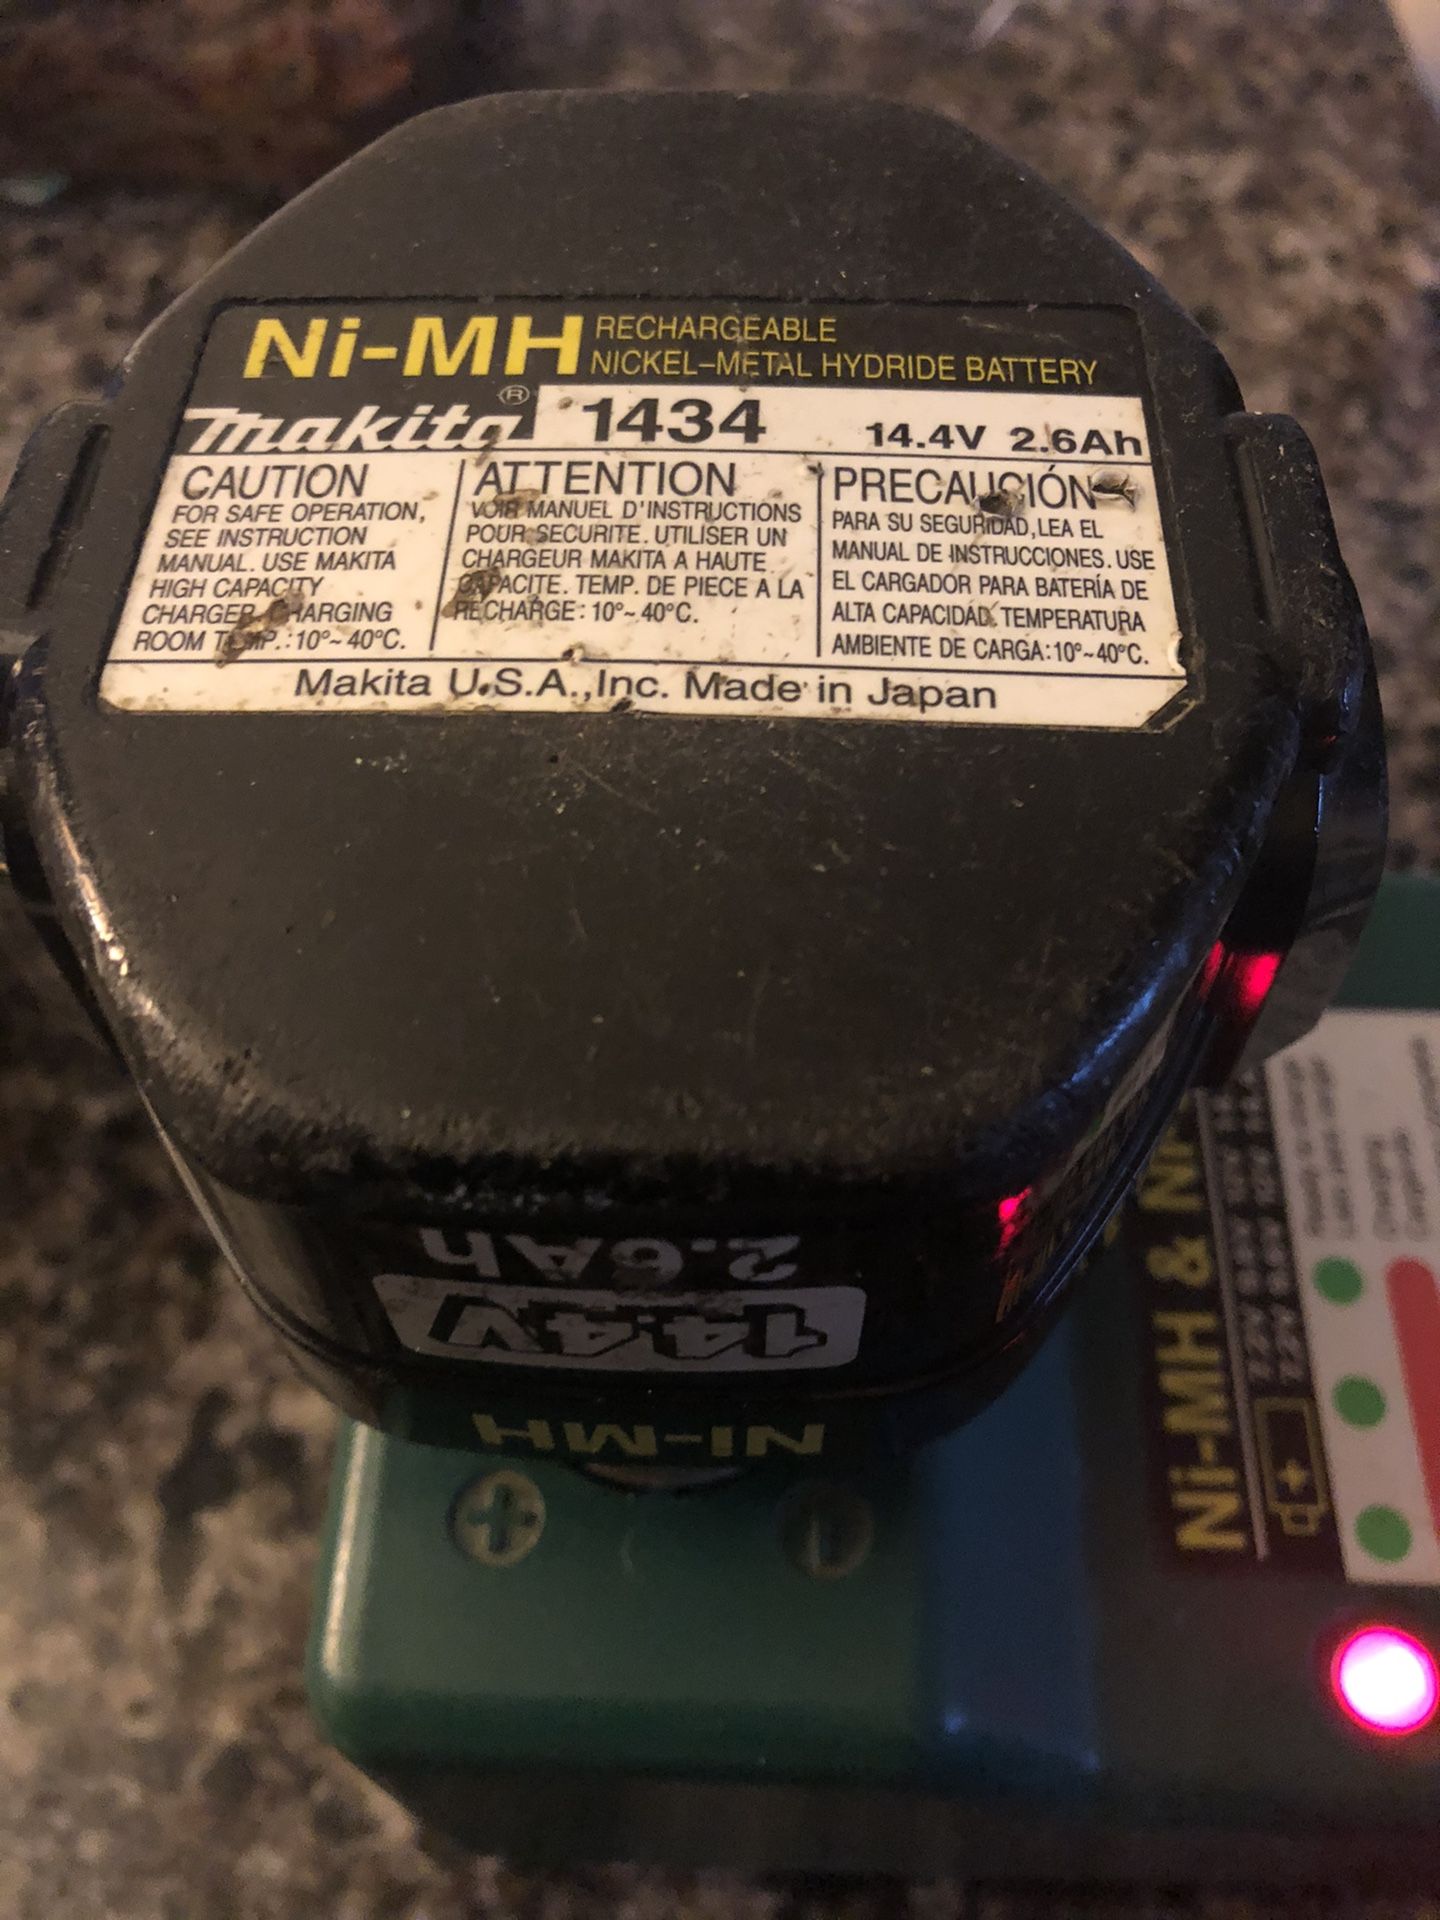 Ni-MH RECHARGEABLE
NICKEL-METAL HYDRIDE BATTERY
makita® 1434 14.4V 2.6Ah
CAUTION
FOR SAFE OPERATION,
SEE INSTRUCTION
MANUAL. USE MAKITA
HIGH CAPACITY
CHARGER. CHARGING
ROOM TEMP.:10°~40°C.
ATTENTION
VOIR MANUEL D'INSTRUCTIONS
POUR SECURITE. UTILISER UN
CHARGEUR MAKITA A HAUTE
CAPACITE. TEMP. DE PIECE A LA
RECHARGE: 10°~40°C.
PRECAUCIÓN
PARA SU SEGURIDAD, LEA EL
MANUAL DE INSTRUCCIONES. USE
EL CARGADOR PARA BATERÍA DE
ALTA CAPACIDAD. TEMPERATURA
AMBIENTE DE CARGA:10°~40°C.
Makita U.S.A., Inc. Made in Japan
2.6Ah
14.4V
Ni-MH
Ni-MH &